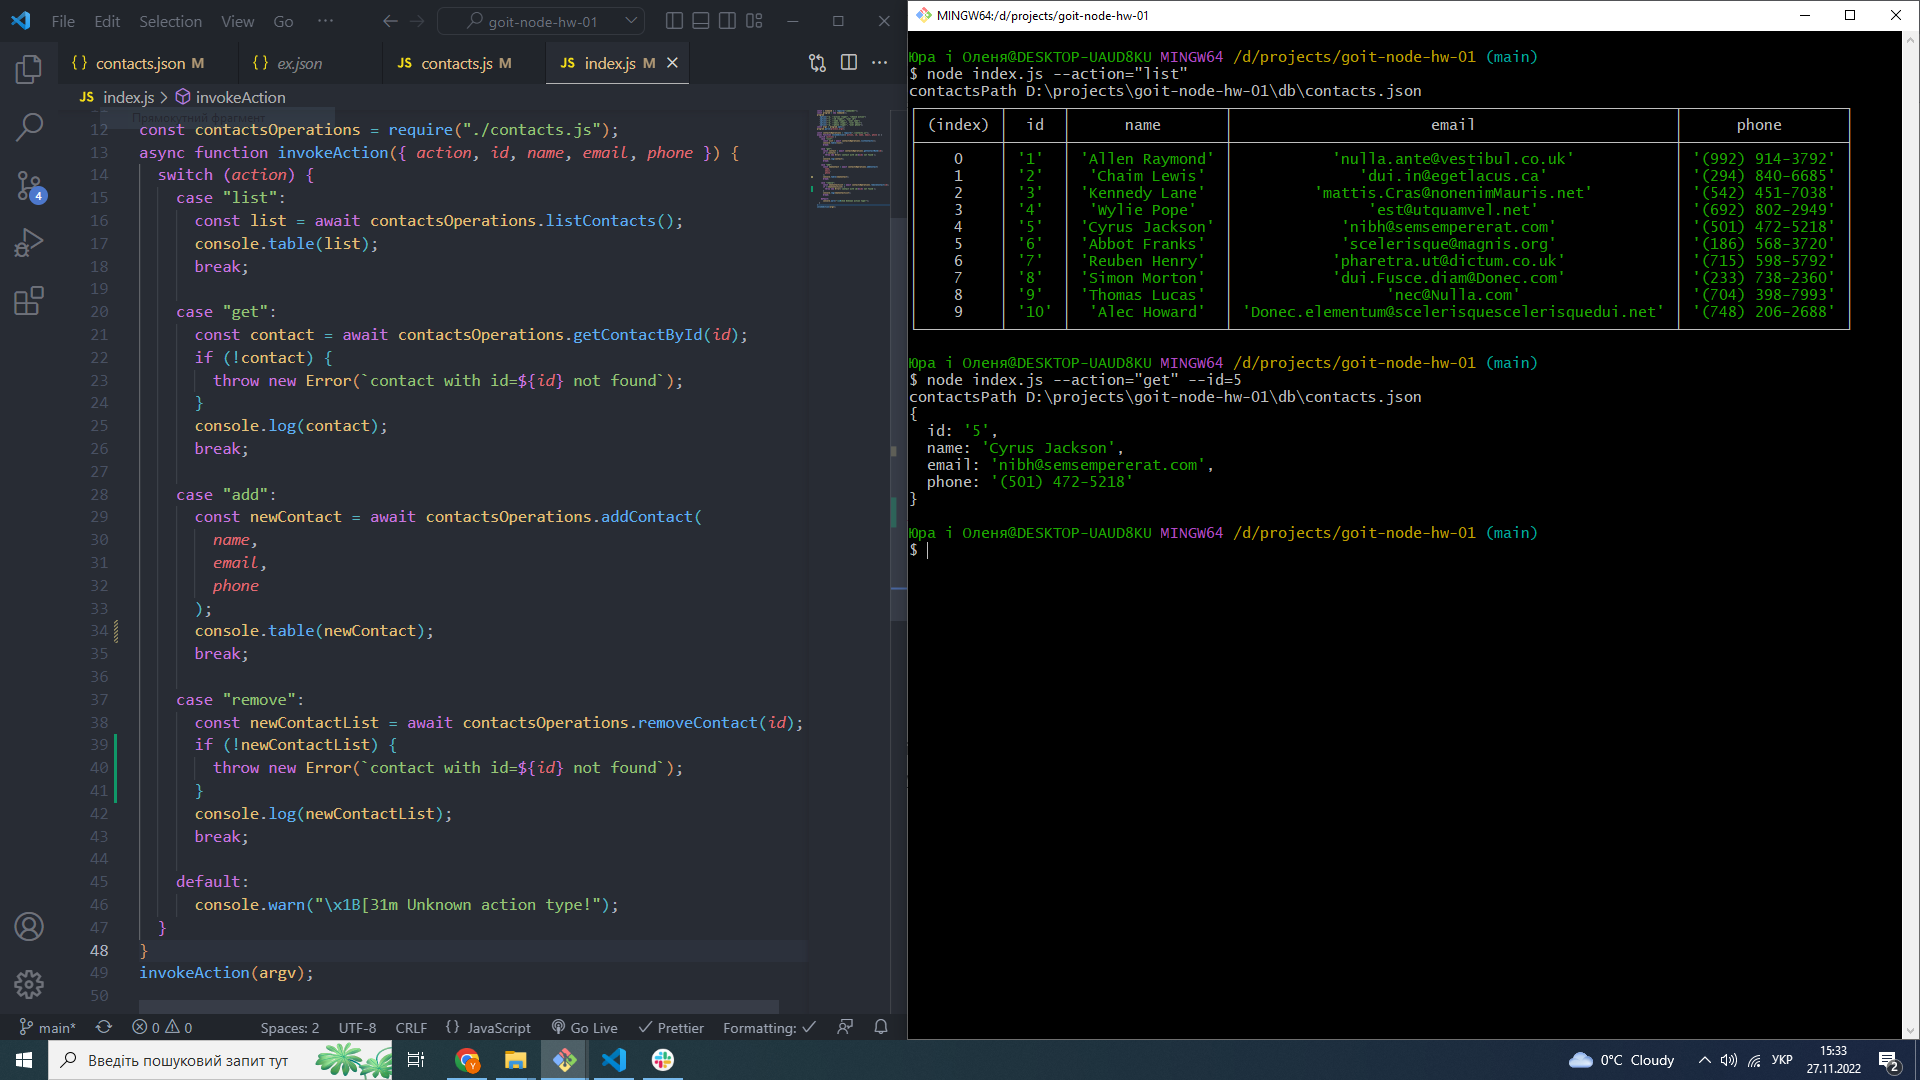 File Edit Selection View Go ··· goit-node-hw-01
contacts.json M ex.json contacts.js M index.js M
index.js > invokeAction
Прямокутний фрагмент
12 const contactsOperations = require("./contacts.js");
13 async function invokeAction({ action, id, name, email, phone }) {
14 switch (action) {
15 case "list":
16 const list = await contactsOperations.listContacts();
17 console.table(list);
18 break;
19
20 case "get":
21 const contact = await contactsOperations.getContactById(id);
22 if (!contact) {
23 throw new Error(`contact with id=${id} not found`);
24 }
25 console.log(contact);
26 break;
27
28 case "add":
29 const newContact = await contactsOperations.addContact(
30 name,
31 email,
32 phone
33 );
34 console.table(newContact);
35 break;
36
37 case "remove":
38 const newContactList = await contactsOperations.removeContact(id);
39 if (!newContactList) {
40 throw new Error(`contact with id=${id} not found`);
41 }
42 console.log(newContactList);
43 break;
44
45 default:
46 console.warn("\x1B[31m Unknown action type!");
47 }
48 }
49 invokeAction(argv);
50
4
main* 0 0 Spaces: 2 UTF-8 CRLF {} JavaScript Go Live Prettier Formatting: ✓
MINGW64:/d/projects/goit-node-hw-01
Юра і Оленя@DESKTOP-UAUD8KU MINGW64 /d/projects/goit-node-hw-01 (main)
$ node index.js --action="list"
contactsPath D:\projects\goit-node-hw-01\db\contacts.json
(index) id name email phone
0 '1' 'Allen Raymond' 'nulla.ante@vestibul.co.uk' '(992) 914-3792'
1 '2' 'Chaim Lewis' 'dui.in@egetlacus.ca' '(294) 840-6685'
2 '3' 'Kennedy Lane' 'mattis.Cras@nonenimMauris.net' '(542) 451-7038'
3 '4' 'Wylie Pope' 'est@utquamvel.net' '(692) 802-2949'
4 '5' 'Cyrus Jackson' 'nibh@semsempererat.com' '(501) 472-5218'
5 '6' 'Abbot Franks' 'scelerisque@magnis.org' '(186) 568-3720'
6 '7' 'Reuben Henry' 'pharetra.ut@dictum.co.uk' '(715) 598-5792'
7 '8' 'Simon Morton' 'dui.Fusce.diam@Donec.com' '(233) 738-2360'
8 '9' 'Thomas Lucas' 'nec@Nulla.com' '(704) 398-7993'
9 '10' 'Alec Howard' 'Donec.elementum@scelerisquescelerisquedui.net' '(748) 206-2688'
Юра і Оленя@DESKTOP-UAUD8KU MINGW64 /d/projects/goit-node-hw-01 (main)
$ node index.js --action="get" --id=5
contactsPath D:\projects\goit-node-hw-01\db\contacts.json
{
id: '5',
name: 'Cyrus Jackson',
email: 'nibh@semsempererat.com',
phone: '(501) 472-5218'
}
Юра і Оленя@DESKTOP-UAUD8KU MINGW64 /d/projects/goit-node-hw-01 (main)
$
Введіть пошуковий запит тут
0°C Cloudy УКР 15:33
27.11.2022
2